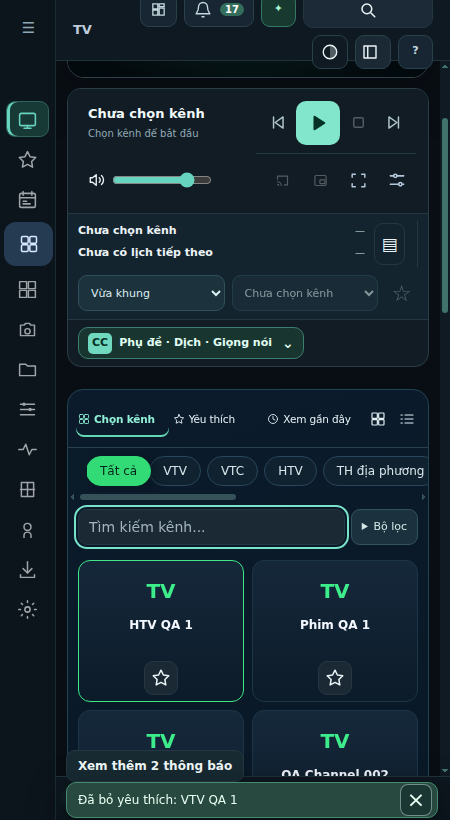 TV
17
?
Chưa chọn kênh
Chọn kênh để bắt đầu
Chưa chọn kênh —
Chưa có lịch tiếp theo —
Vừa khung
Chưa chọn kênh
CC Phụ đề · Dịch · Giọng nói
Chọn kênh Yêu thích Xem gần đây
Tất cả VTV VTC HTV TH địa phương
Tìm kiếm kênh...
Bộ lọc
TV TV
HTV QA 1 Phim QA 1
TV TV
QA Channel 002
Xem thêm 2 thông báo
Đã bỏ yêu thích: VTV QA 1